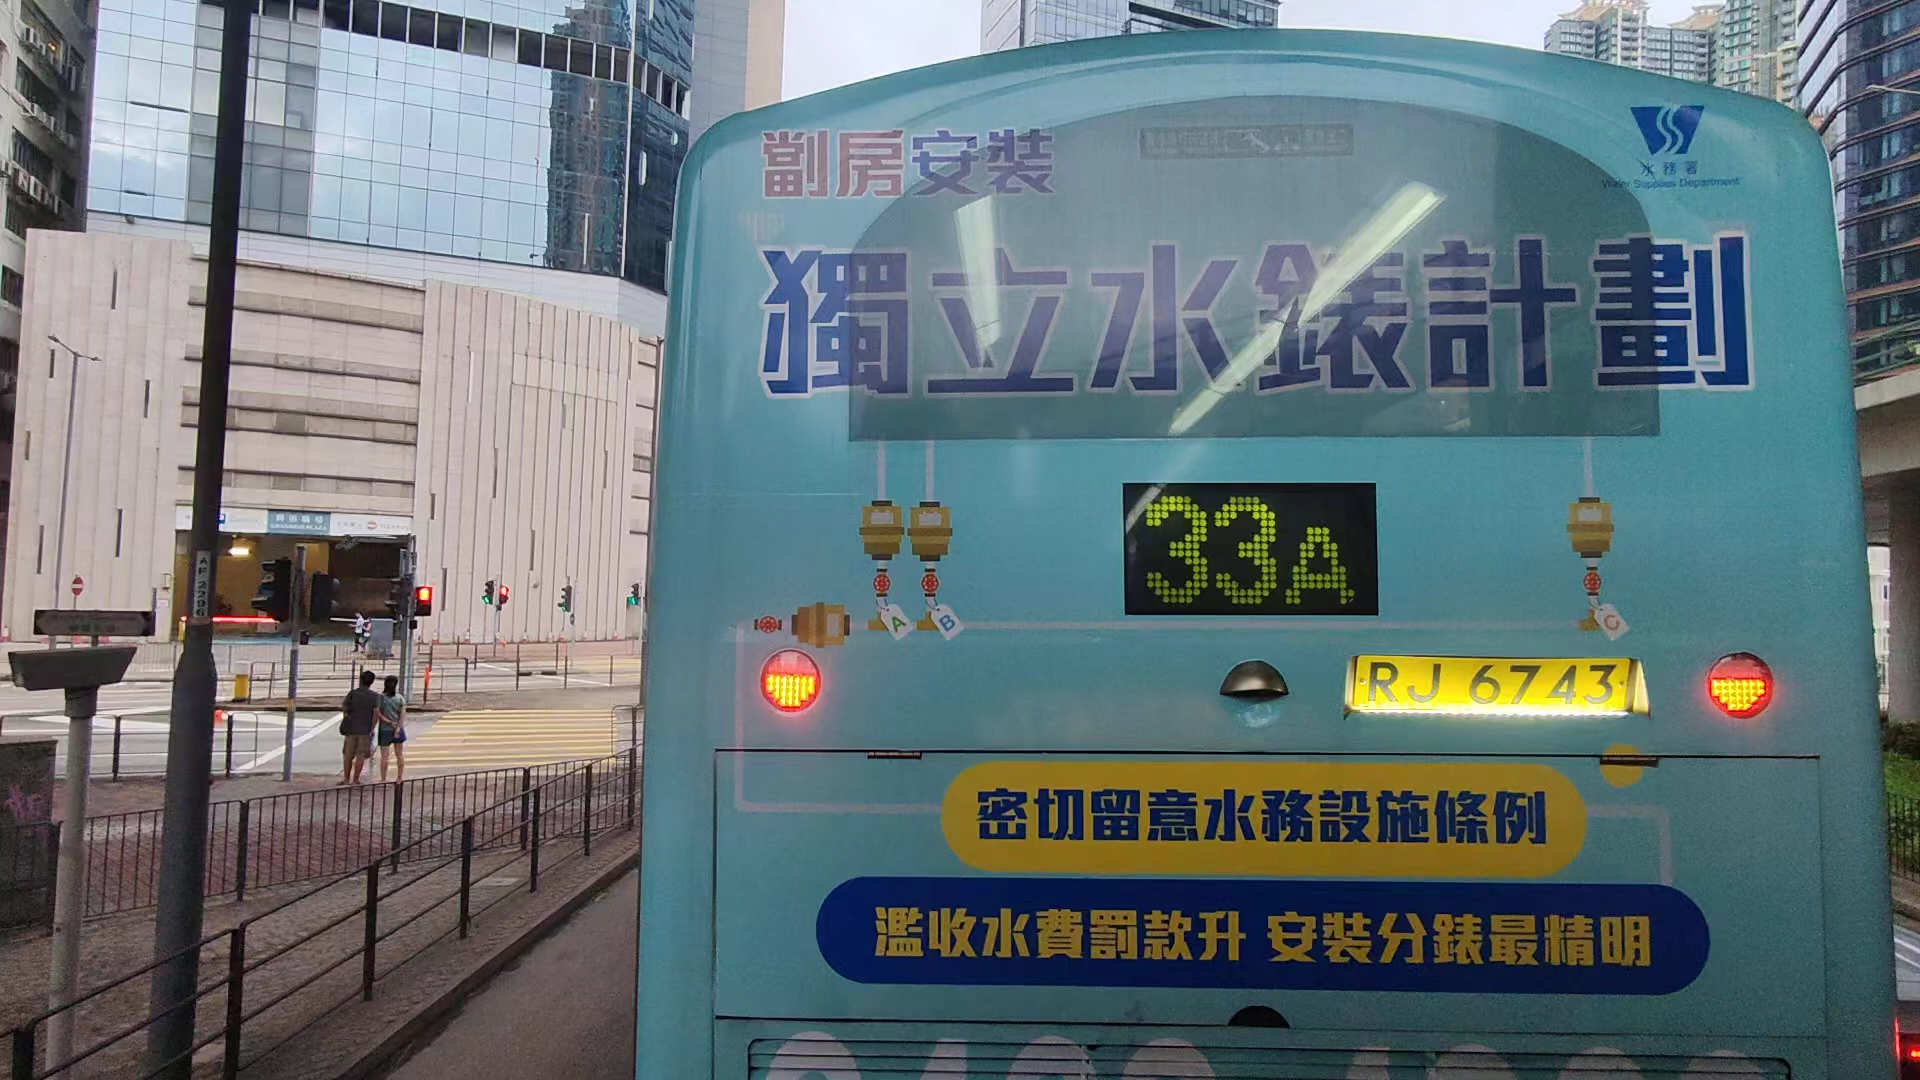 劏房安裝
水務署
Water Supplies Department
獨立水錶計劃
33A
A
B
C
RJ 6743
密切留意水務設施條例
濫收水費罰款升 安裝分錶最精明
AF2296